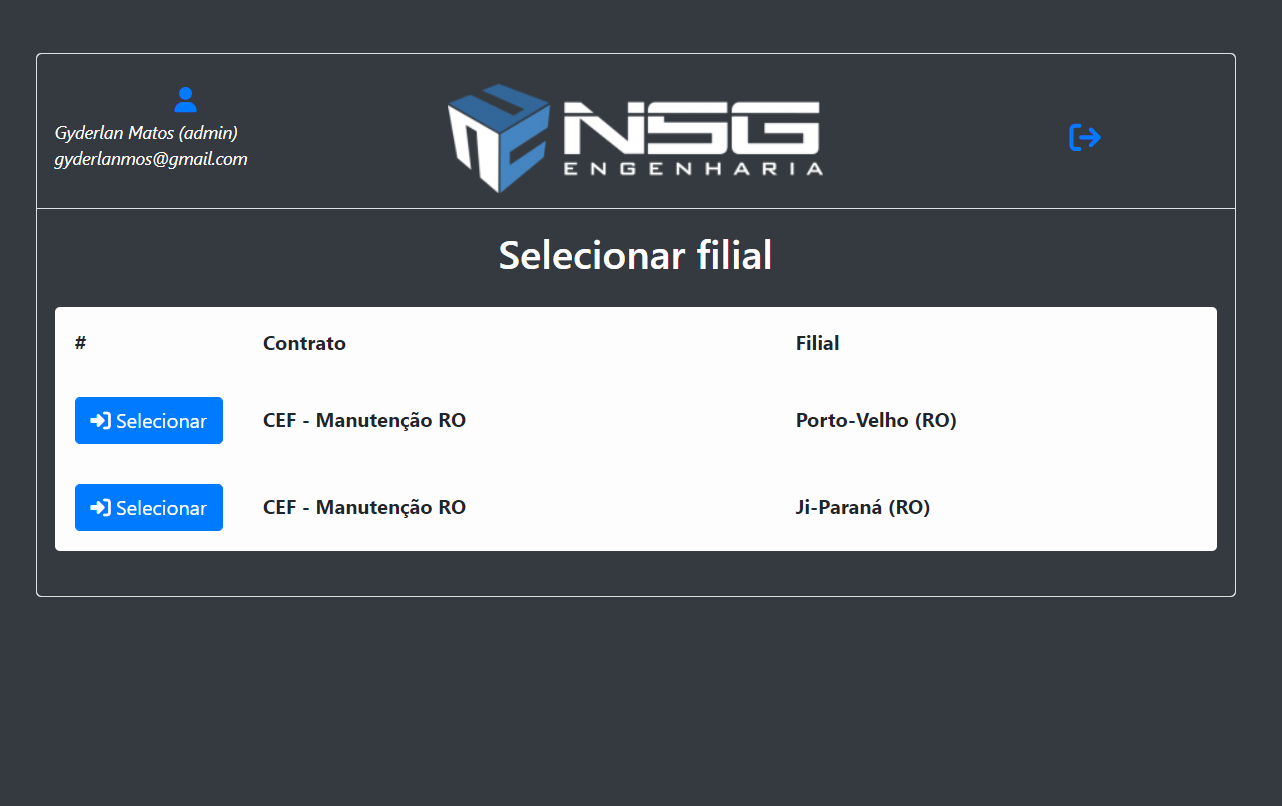 Gyderlan Matos (admin)
gyderlanmos@gmail.com
NSG
ENGENHARIA
Selecionar filial
# Contrato Filial
Selecionar CEF - Manutenção RO Porto-Velho (RO)
Selecionar CEF - Manutenção RO Ji-Paraná (RO)